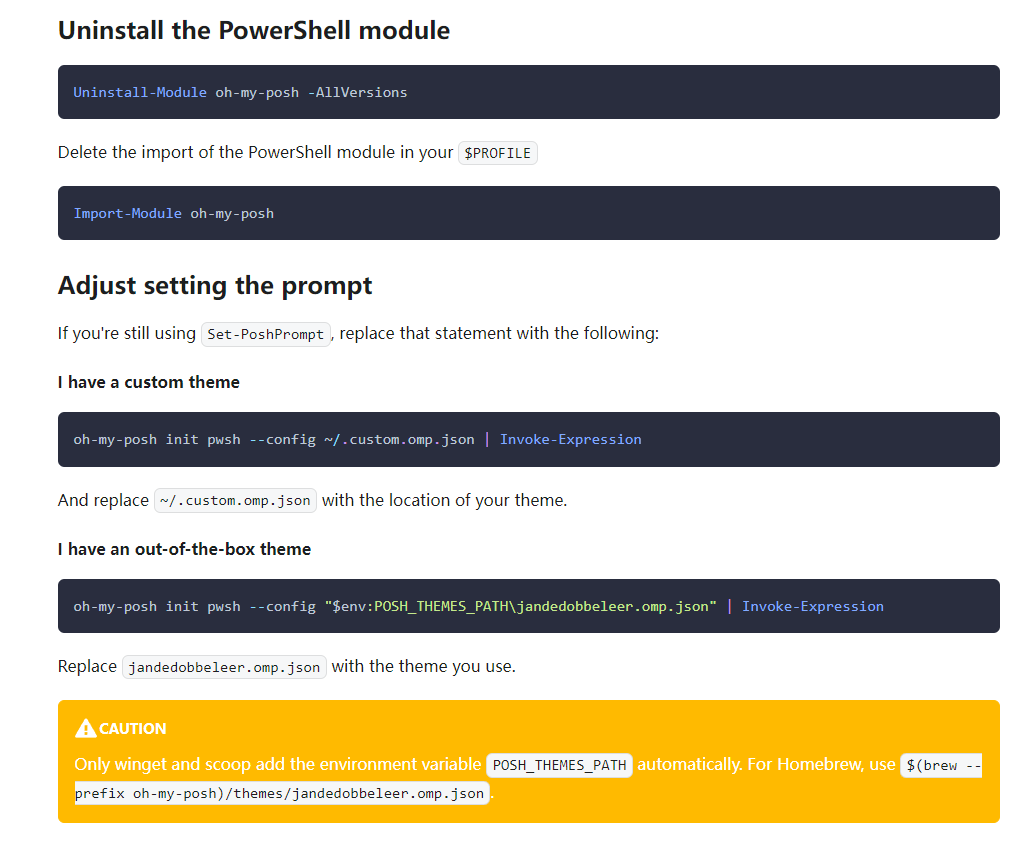 Uninstall the PowerShell module
Uninstall-Module oh-my-posh -AllVersions
Delete the import of the PowerShell module in your $PROFILE
Import-Module oh-my-posh
Adjust setting the prompt
If you're still using Set-PoshPrompt, replace that statement with the following:
I have a custom theme
oh-my-posh init pwsh --config ~/.custom.omp.json | Invoke-Expression
And replace ~/.custom.omp.json with the location of your theme.
I have an out-of-the-box theme
oh-my-posh init pwsh --config "$env:POSH_THEMES_PATH\jandedobbeleer.omp.json" | Invoke-Expression
Replace jandedobbeleer.omp.json with the theme you use.
CAUTION
Only winget and scoop add the environment variable POSH_THEMES_PATH automatically. For Homebrew, use $(brew --
prefix oh-my-posh)/themes/jandedobbeleer.omp.json.